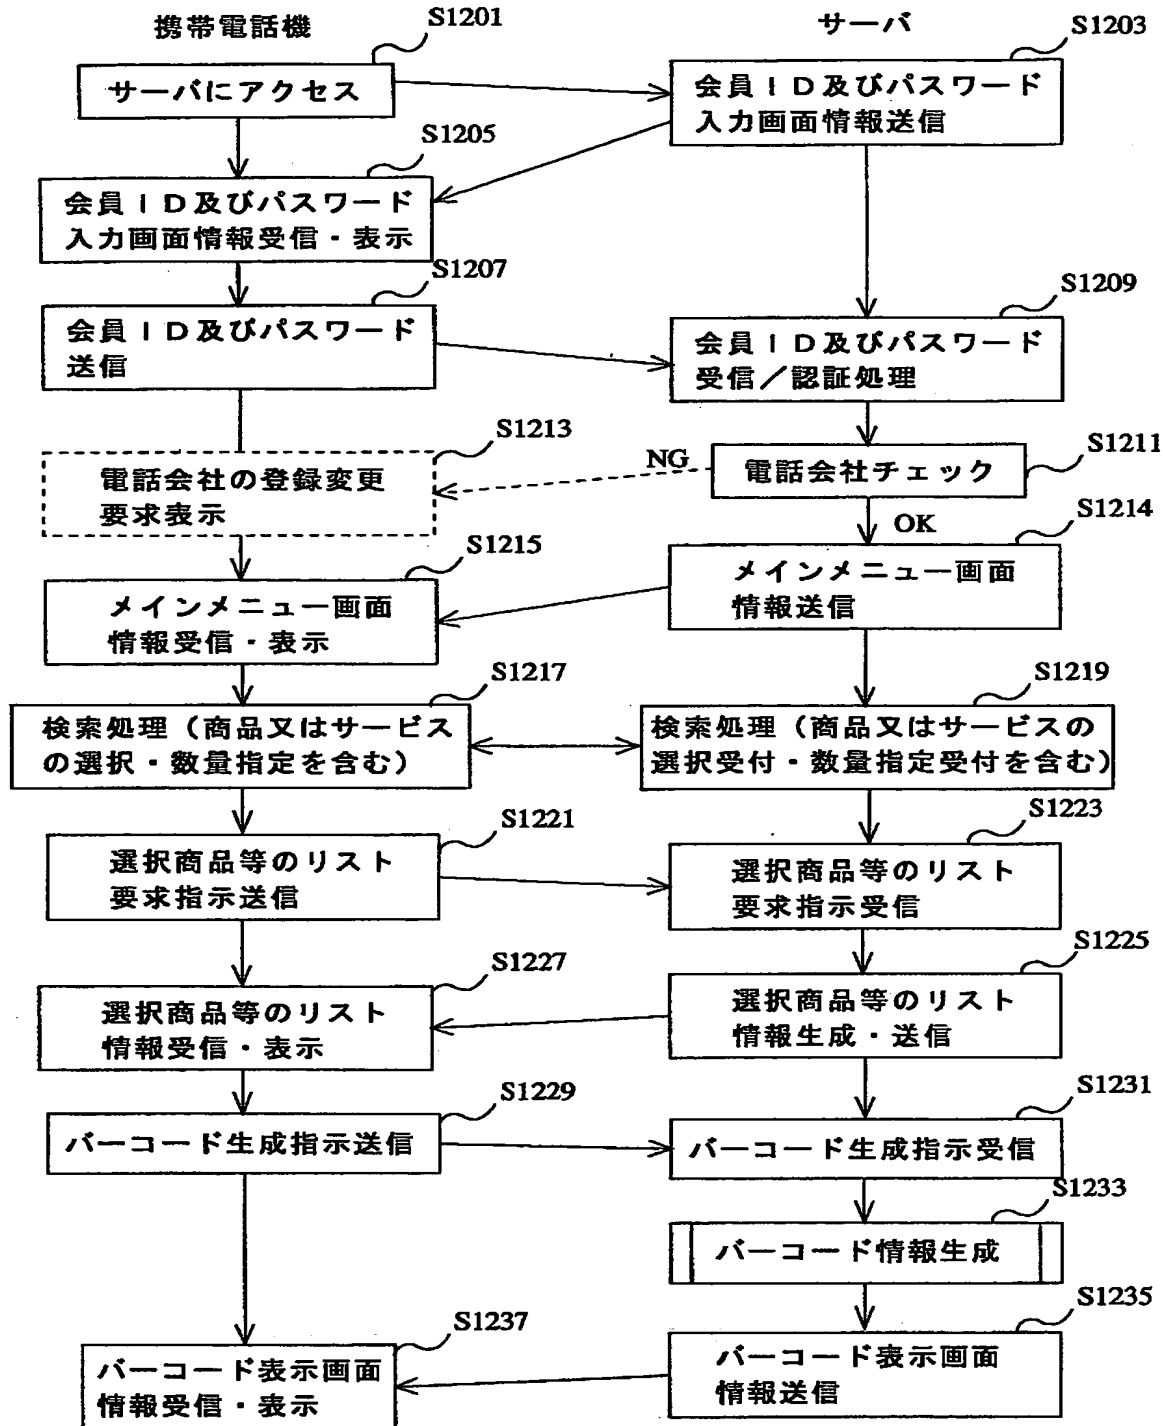 携帯電話機
サーバ
S1201
サーバにアクセス
S1203
会員ID及びパスワード
入力画面情報送信
S1205
会員ID及びパスワード
入力画面情報受信・表示
S1207
会員ID及びパスワード
送信
S1209
会員ID及びパスワード
受信/認証処理
S1211
電話会社チェック
NG
OK
S1213
電話会社の登録変更
要求表示
S1214
メインメニュー画面
情報送信
S1215
メインメニュー画面
情報受信・表示
S1217
検索処理(商品又はサービス
の選択・数量指定を含む)
S1219
検索処理(商品又はサービスの
選択受付・数量指定受付を含む)
S1221
選択商品等のリスト
要求指示送信
S1223
選択商品等のリスト
要求指示受信
S1225
選択商品等のリスト
情報生成・送信
S1227
選択商品等のリスト
情報受信・表示
S1229
バーコード生成指示送信
S1231
バーコード生成指示受信
S1233
バーコード情報生成
S1235
バーコード表示画面
情報送信
S1237
バーコード表示画面
情報受信・表示